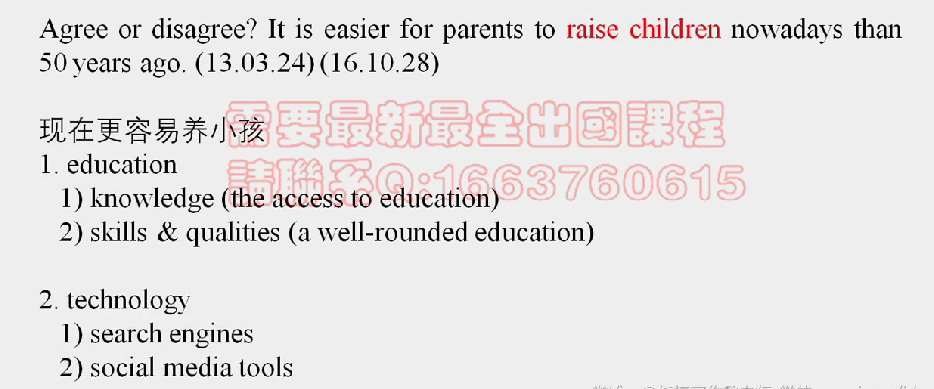 Agree or disagree? It is easier for parents to raise children nowadays than
50 years ago. (13.03.24) (16.10.28)
需要最新最全出國課程
现在更容易养小孩
請聯系Q:1663760615
1. education
1) knowledge (the access to education)
2) skills & qualities (a well-rounded education)
2. technology
1) search engines
2) social media tools